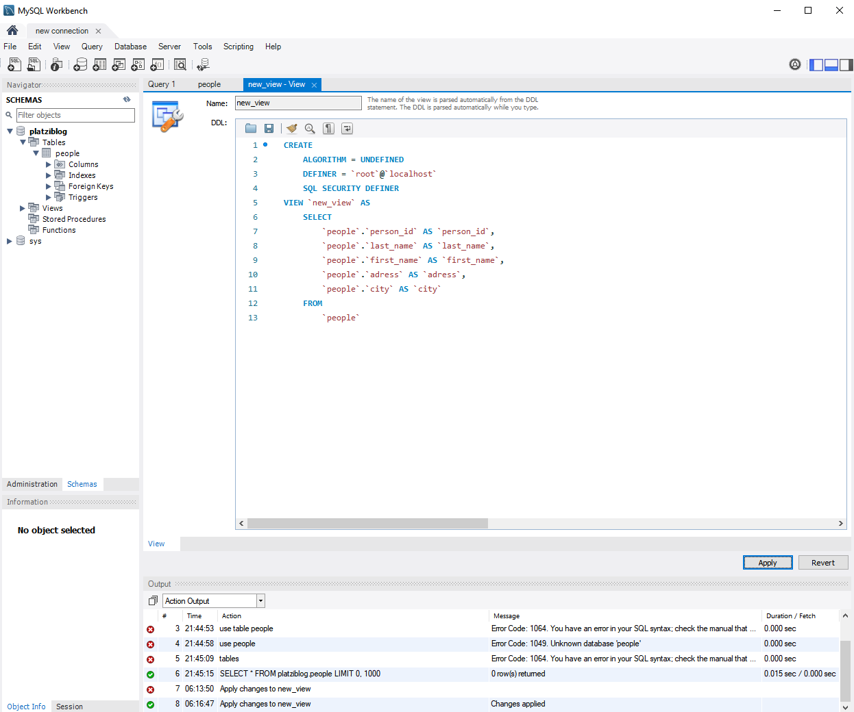 MySQL Workbench
new connection
File Edit View Query Database Server Tools Scripting Help
Navigator
SCHEMAS
Filter objects
platziblog
Tables
people
Columns
Indexes
Foreign Keys
Triggers
Views
Stored Procedures
Functions
sys
Administration Schemas
Information
No object selected
Object Info Session
Query 1 people new_view - View
Name: new_view
The name of the view is parsed automatically from the DDL
statement. The DDL is parsed automatically while you type.
DDL:
1 CREATE
2 ALGORITHM = UNDEFINED
3 DEFINER = `root`@`localhost`
4 SQL SECURITY DEFINER
5 VIEW `new_view` AS
6 SELECT
7 `people`.`person_id` AS `person_id`,
8 `people`.`last_name` AS `last_name`,
9 `people`.`first_name` AS `first_name`,
10 `people`.`adress` AS `adress`,
11 `people`.`city` AS `city`
12 FROM
13 `people`
View
Apply Revert
Output
Action Output
# Time Action Message Duration / Fetch
3 21:44:53 use table people Error Code: 1064. You have an error in your SQL syntax; check the manual that ... 0.000 sec
4 21:44:58 use people Error Code: 1049. Unknown database 'people' 0.000 sec
5 21:45:09 tables Error Code: 1064. You have an error in your SQL syntax; check the manual that ... 0.000 sec
6 21:45:15 SELECT * FROM platziblog.people LIMIT 0, 1000 0 row(s) returned 0.015 sec / 0.000 sec
7 06:13:50 Apply changes to new_view
8 06:16:47 Apply changes to new_view Changes applied